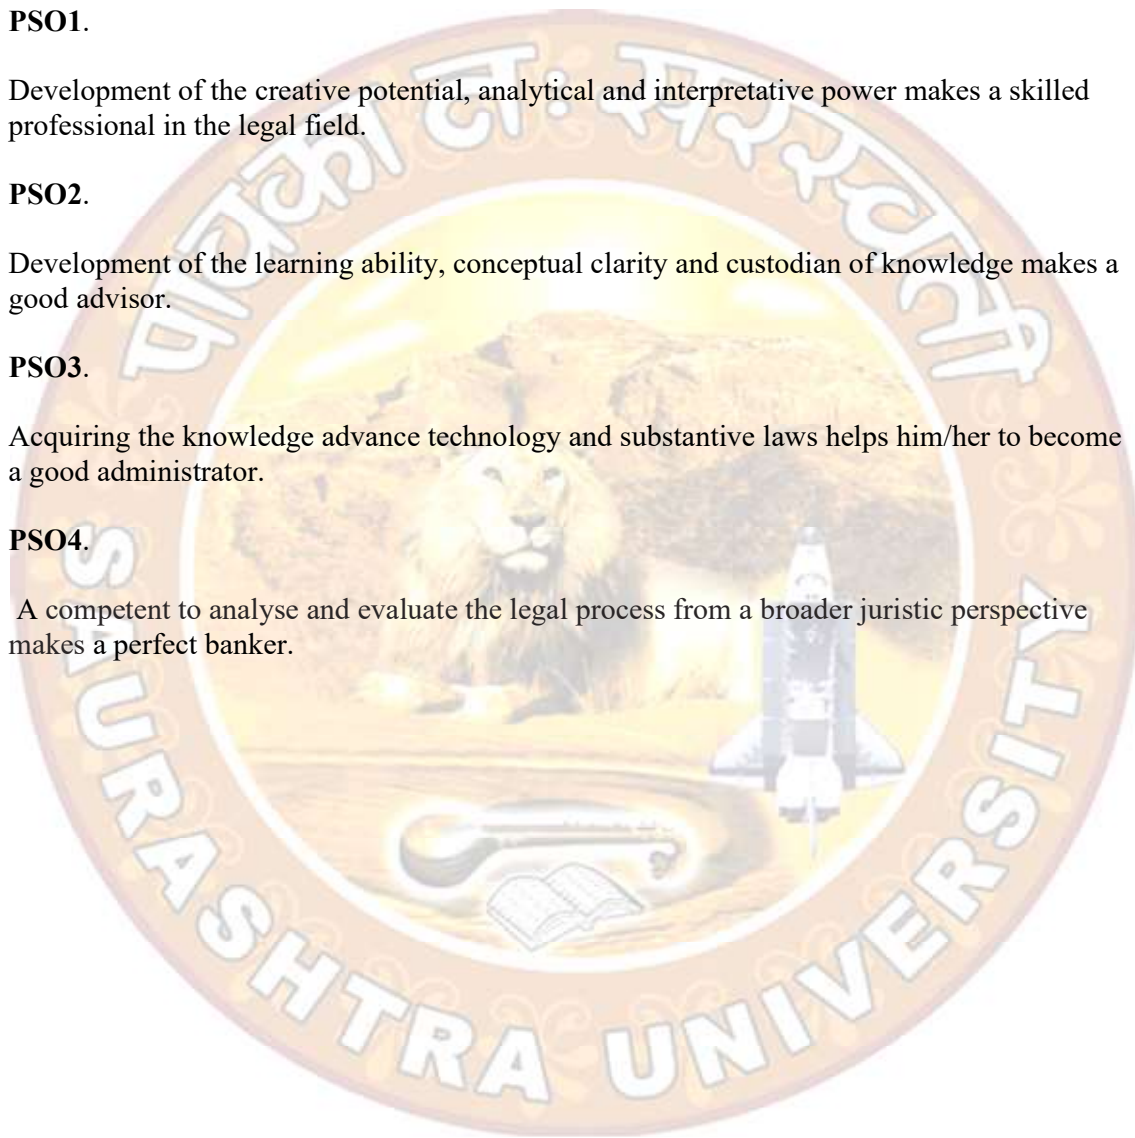 PSO1.
Development of the creative potential, analytical and interpretative power makes a skilled
professional in the legal field.
PSO2.
Development of the learning ability, conceptual clarity and custodian of knowledge makes a
good advisor.
PSO3.
Acquiring the knowledge advance technology and substantive laws helps him/her to become
a good administrator.
PSO4.
A competent to analyse and evaluate the legal process from a broader juristic perspective
makes a perfect banker.
पावका नः सरस्वती
SAURASHTRA UNIVERSITY